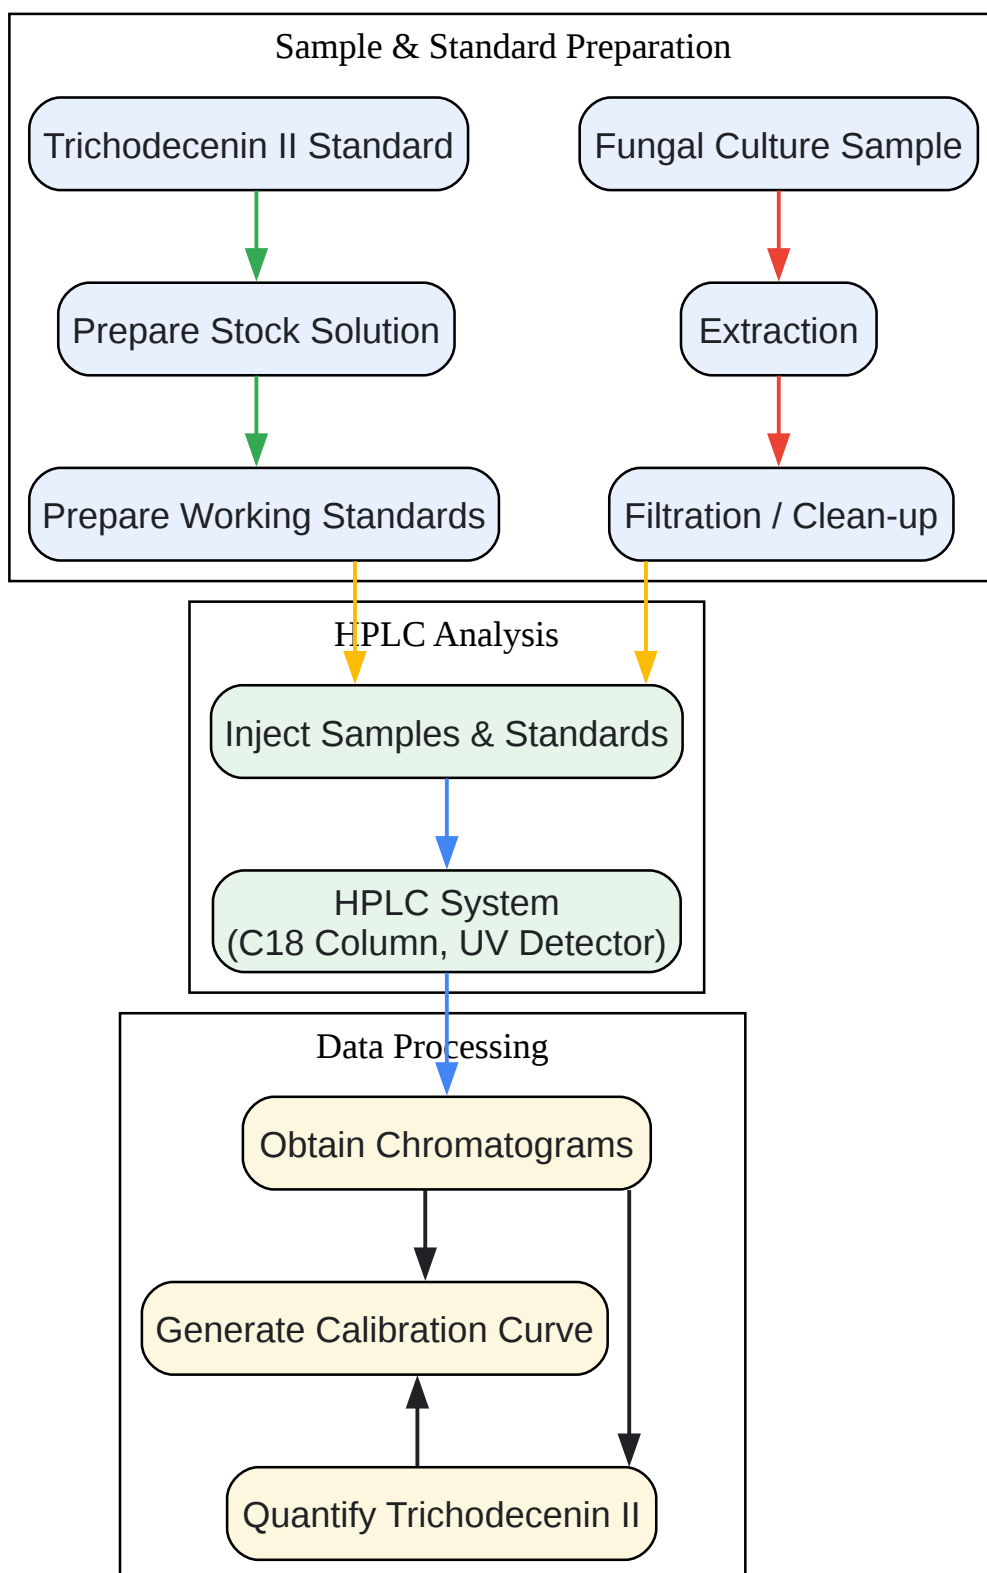 Sample & Standard Preparation
Trichodecenin II Standard
Fungal Culture Sample
Prepare Stock Solution
Extraction
Prepare Working Standards
Filtration / Clean-up
HPLC Analysis
Inject Samples & Standards
HPLC System
(C18 Column, UV Detector)
Data Processing
Obtain Chromatograms
Generate Calibration Curve
Quantify Trichodecenin II